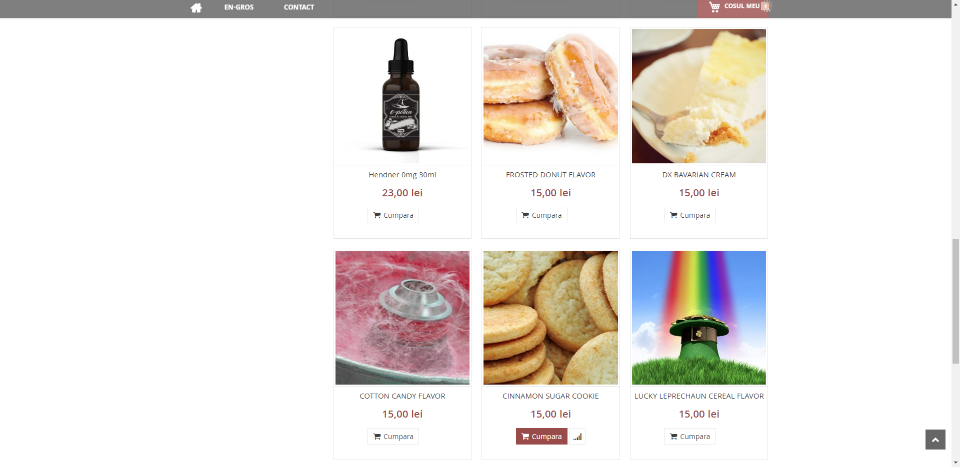 EN-GROS
CONTACT
COSUL MEU
Hendner 0mg 30ml
23,00 lei
Cumpara
FROSTED DONUT FLAVOR
15,00 lei
Cumpara
DX BAVARIAN CREAM
15,00 lei
Cumpara
COTTON CANDY FLAVOR
15,00 lei
Cumpara
CINNAMON SUGAR COOKIE
15,00 lei
Cumpara
LUCKY LEPRECHAUN CEREAL FLAVOR
15,00 lei
Cumpara